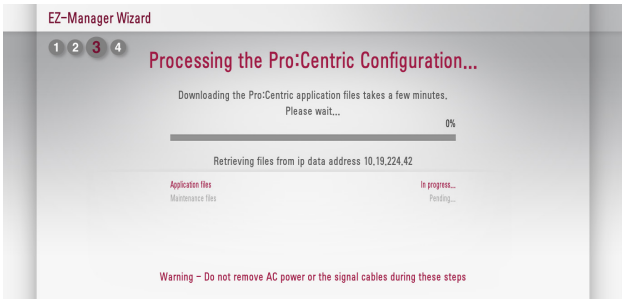 EZ-Manager Wizard
1 2 3 4
Processing the Pro:Centric Configuration...
Downloading the Pro:Centric application files takes a few minutes.
Please wait...
0%
Retrieving files from ip data address 10.19.224.42
Application files In progress...
Maintenance files Pending...
Warning - Do not remove AC power or the signal cables during these steps